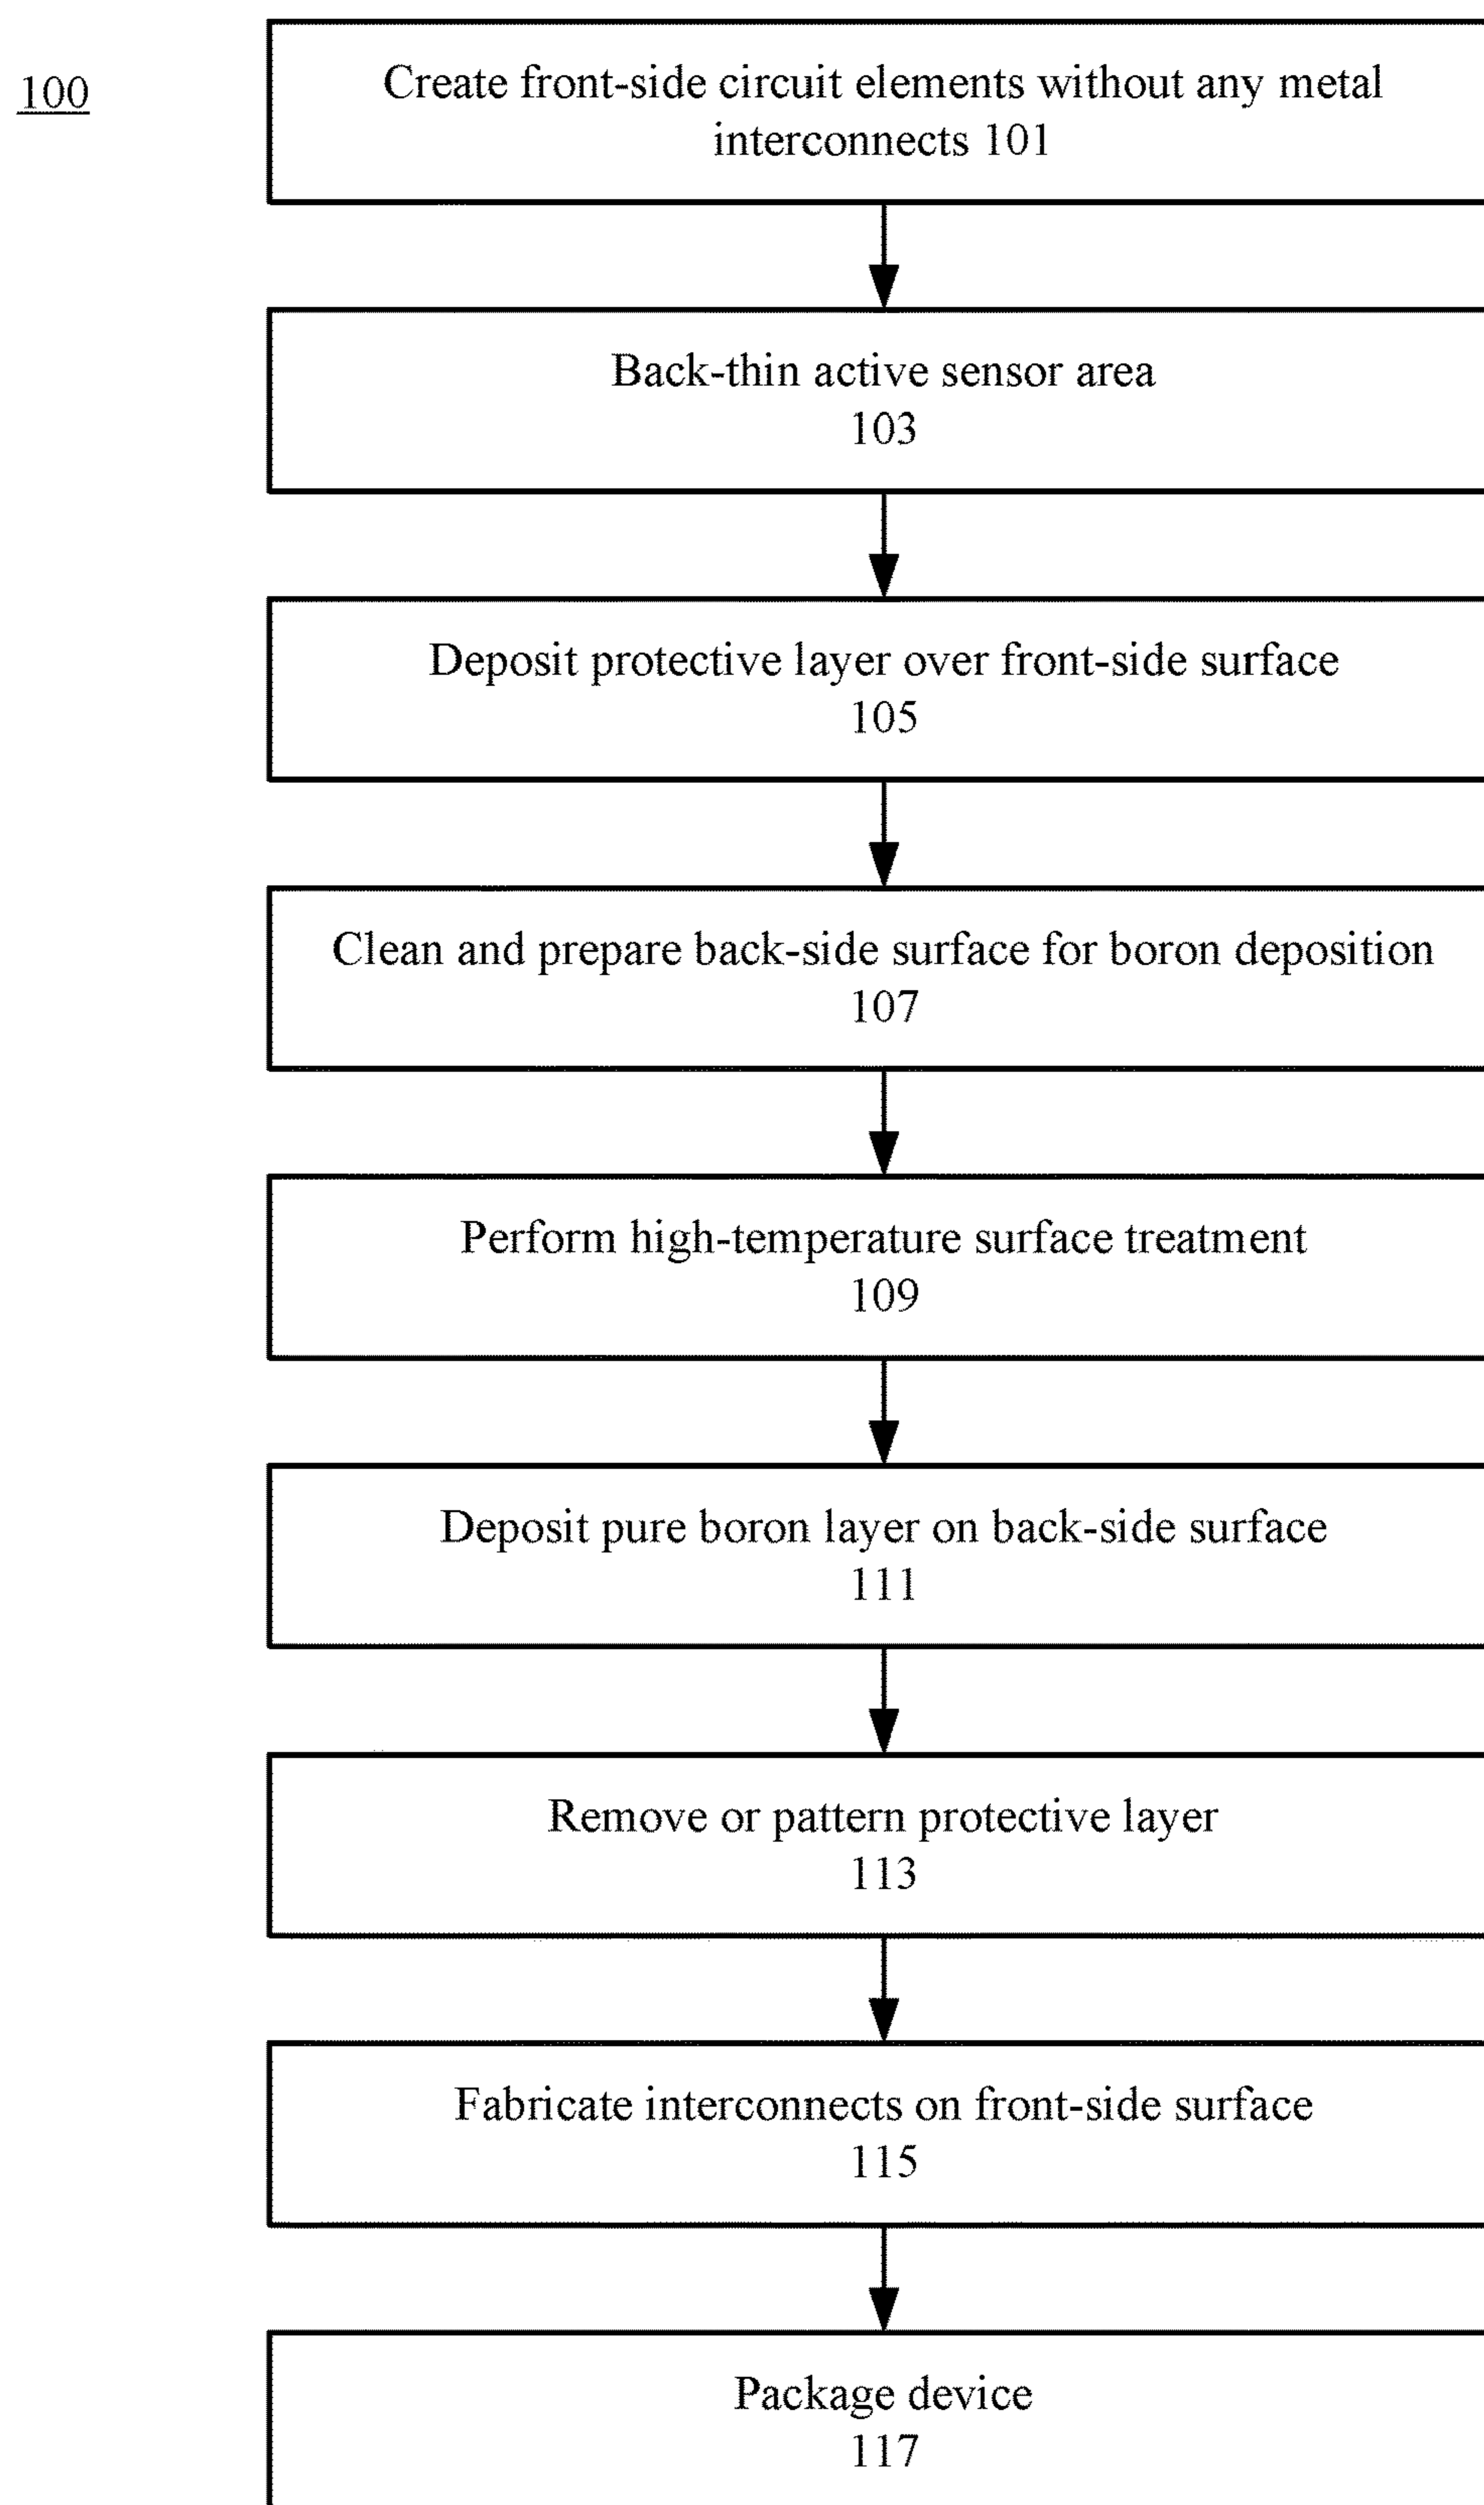 100
Create front-side circuit elements without any metal
interconnects 101
Back-thin active sensor area
103
Deposit protective layer over front-side surface
105
Clean and prepare back-side surface for boron deposition
107
Perform high-temperature surface treatment
109
Deposit pure boron layer on back-side surface
111
Remove or pattern protective layer
113
Fabricate interconnects on front-side surface
115
Package device
117